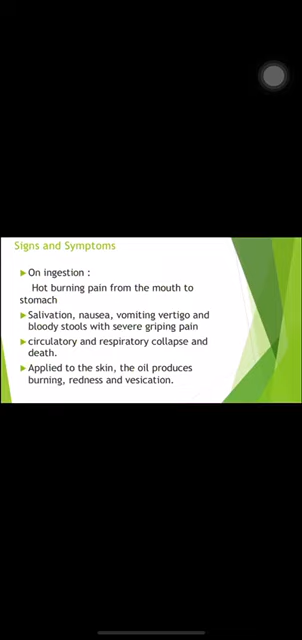 Signs and Symptoms
On ingestion :
Hot burning pain from the mouth to
stomach
Salivation, nausea, vomiting vertigo and
bloody stools with severe griping pain
circulatory and respiratory collapse and
death.
Applied to the skin, the oil produces
burning, redness and vesication.